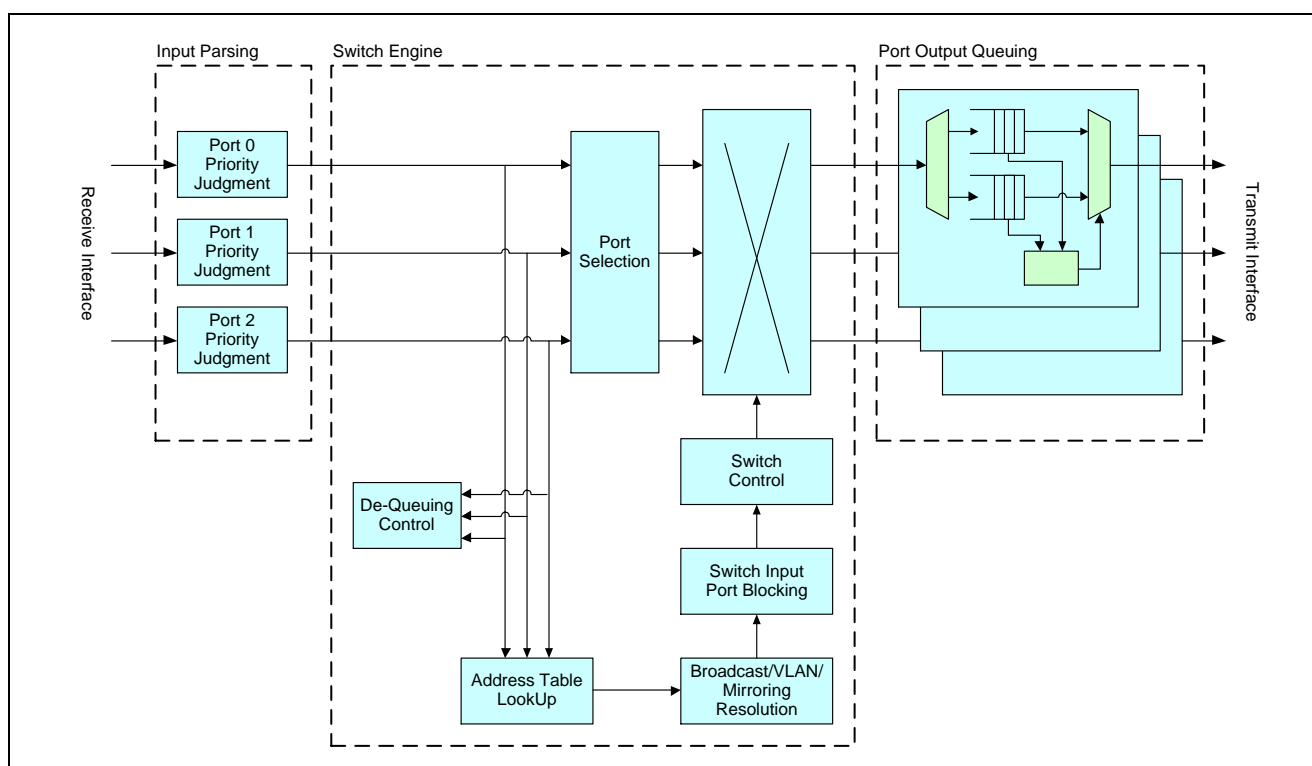 Input Parsing
Switch Engine
Port Output Queuing
Receive Interface
Port 0
Priority
Judgment
Port 1
Priority
Judgment
Port 2
Priority
Judgment
Port
Selection
Transmit Interface
De-Queuing
Control
Switch
Control
Switch Input
Port Blocking
Address Table
LookUp
Broadcast/VLAN/
Mirroring
Resolution